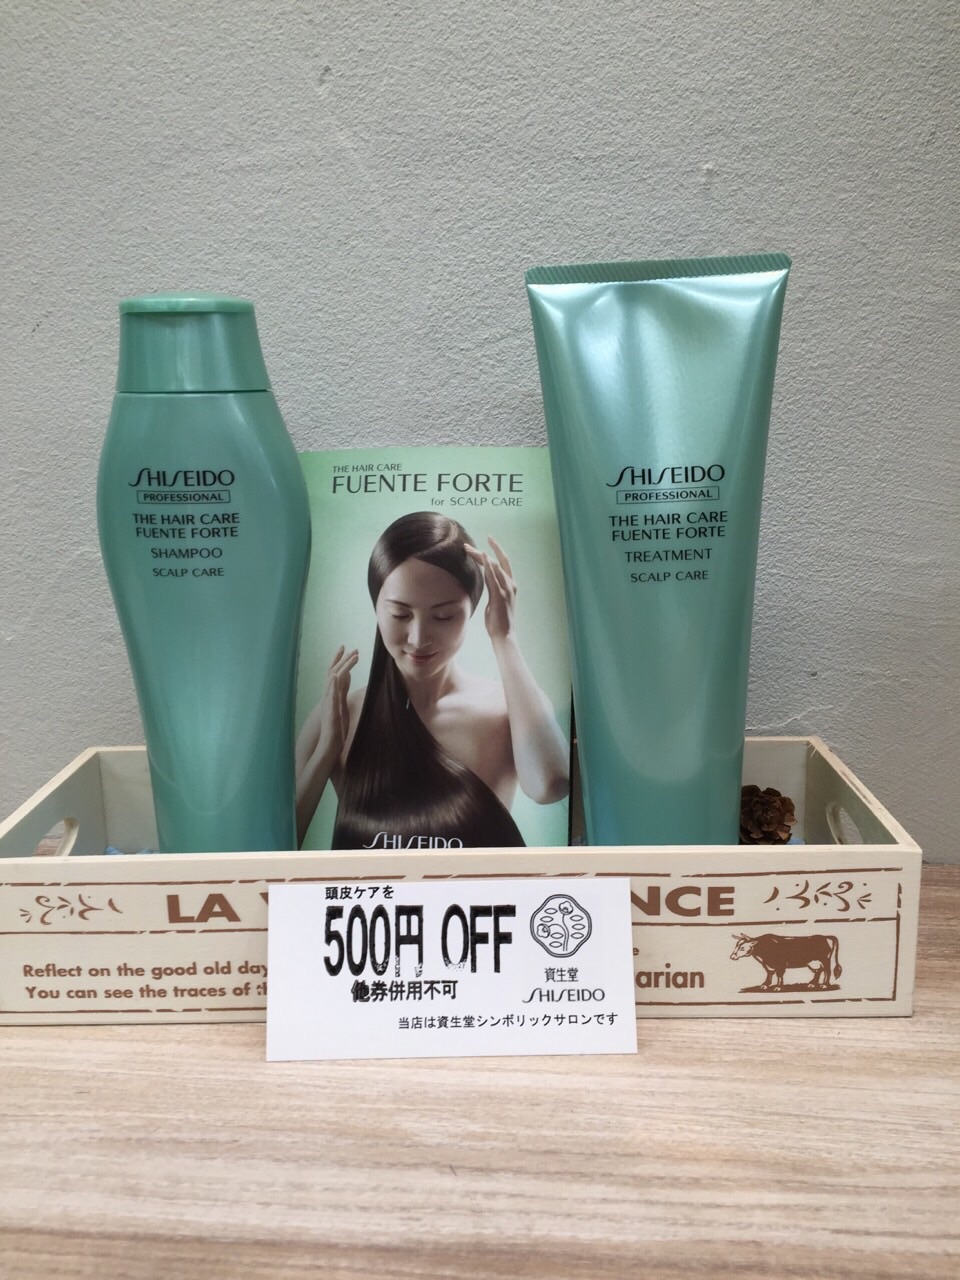 SHISEIDO
PROFESSIONAL
THE HAIR CARE
FUENTE FORTE
SHAMPOO
SCALP CARE
THE HAIR CARE
FUENTE FORTE
for SCALP CARE
SHISEIDO
SHISEIDO
PROFESSIONAL
THE HAIR CARE
FUENTE FORTE
TREATMENT
SCALP CARE
LA
Reflect on the good old
You can see the traces of
頭皮ケアを
500円 OFF
他券併用不可
資生堂
SHISEIDO
当店は資生堂シンボリックサロンです